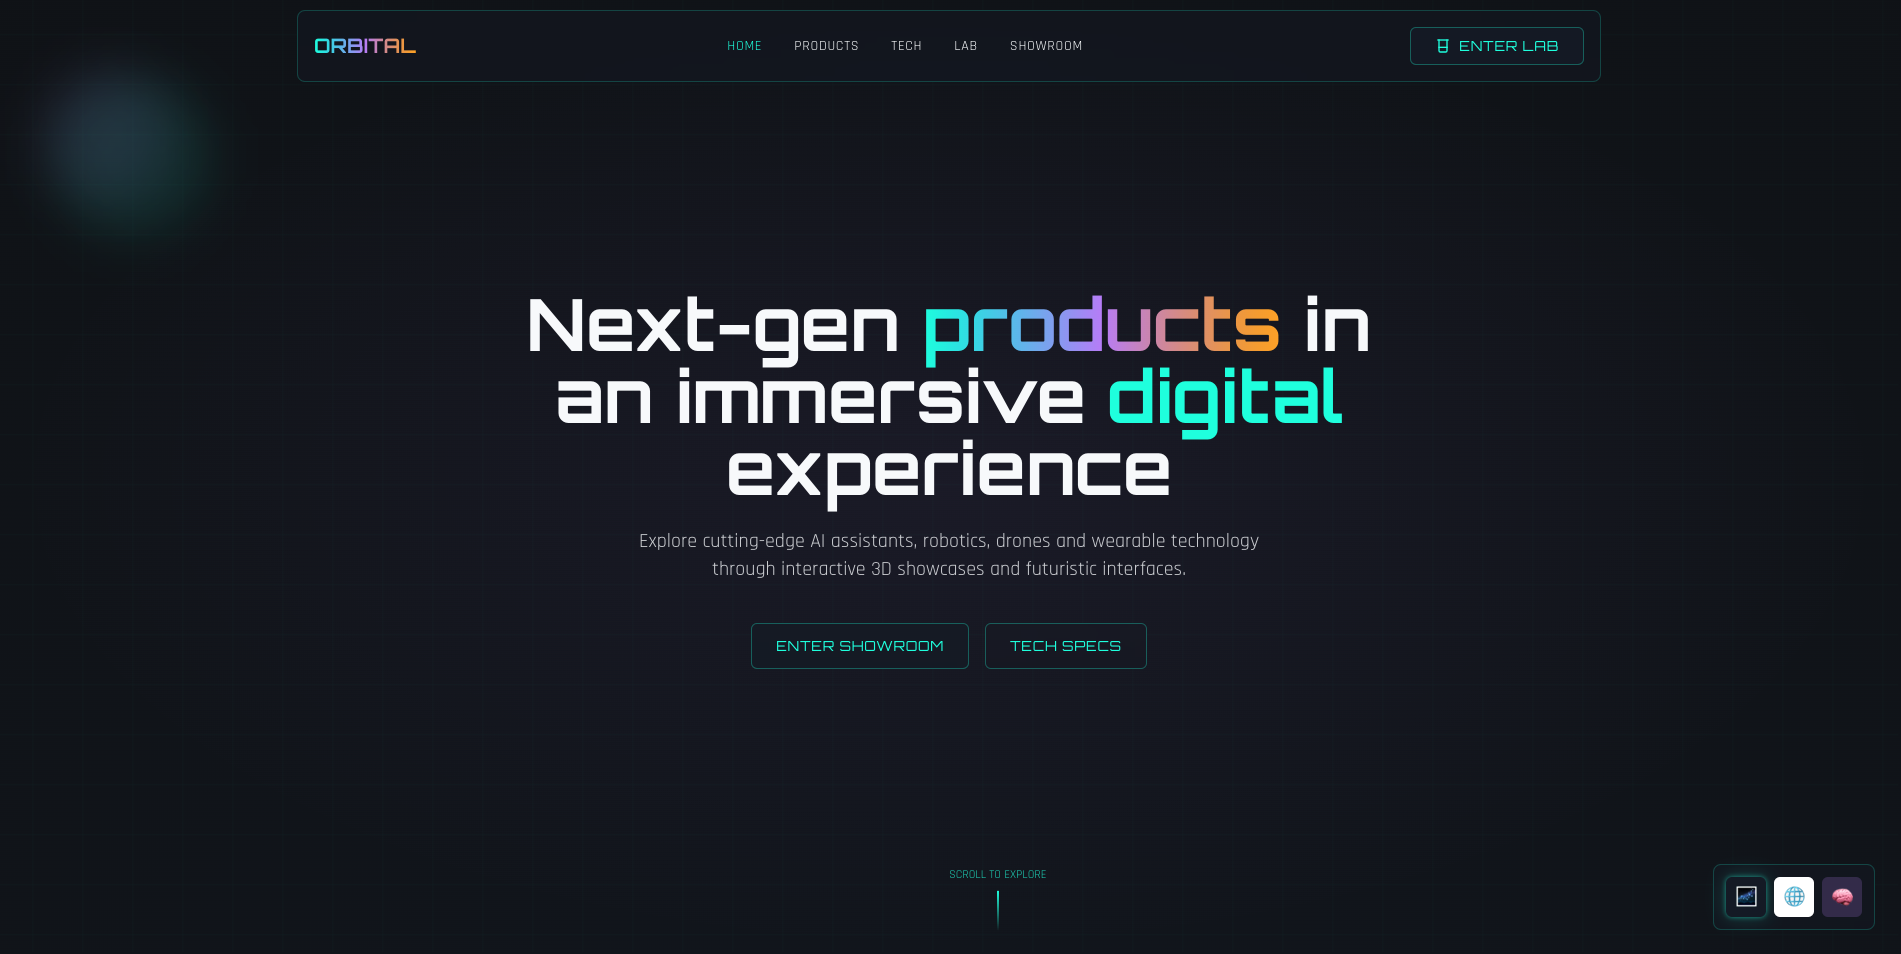 ORBITAL
HOME PRODUCTS TECH LAB SHOWROOM
ENTER LAB
Next-gen products in
an immersive digital
experience
Explore cutting-edge AI assistants, robotics, drones and wearable technology
through interactive 3D showcases and futuristic interfaces.
ENTER SHOWROOM TECH SPECS
SCROLL TO EXPLORE